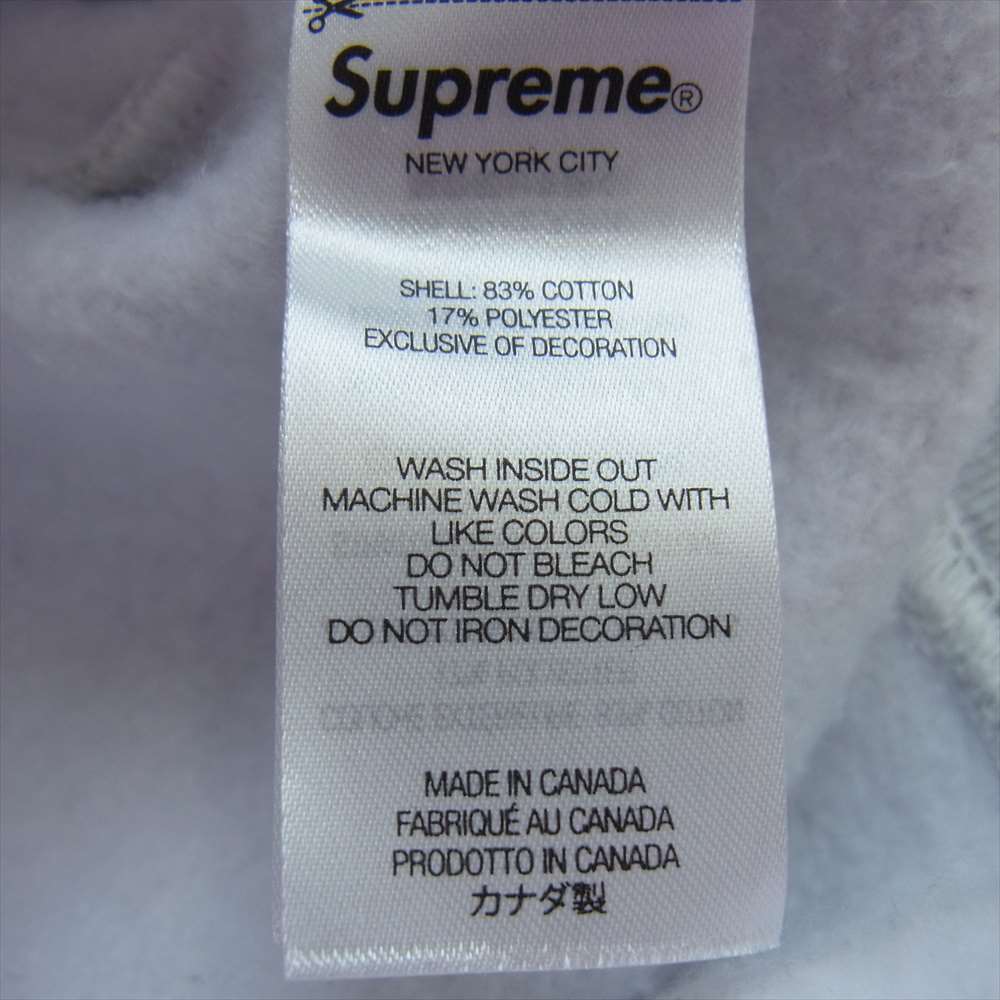 Supreme®
NEW YORK CITY
SHELL: 83% COTTON
17% POLYESTER
EXCLUSIVE OF DECORATION
WASH INSIDE OUT
MACHINE WASH COLD WITH
LIKE COLORS
DO NOT BLEACH
TUMBLE DRY LOW
DO NOT IRON DECORATION
MADE IN CANADA
FABRIQUÉ AU CANADA
PRODOTTO IN CANADA
カナダ製